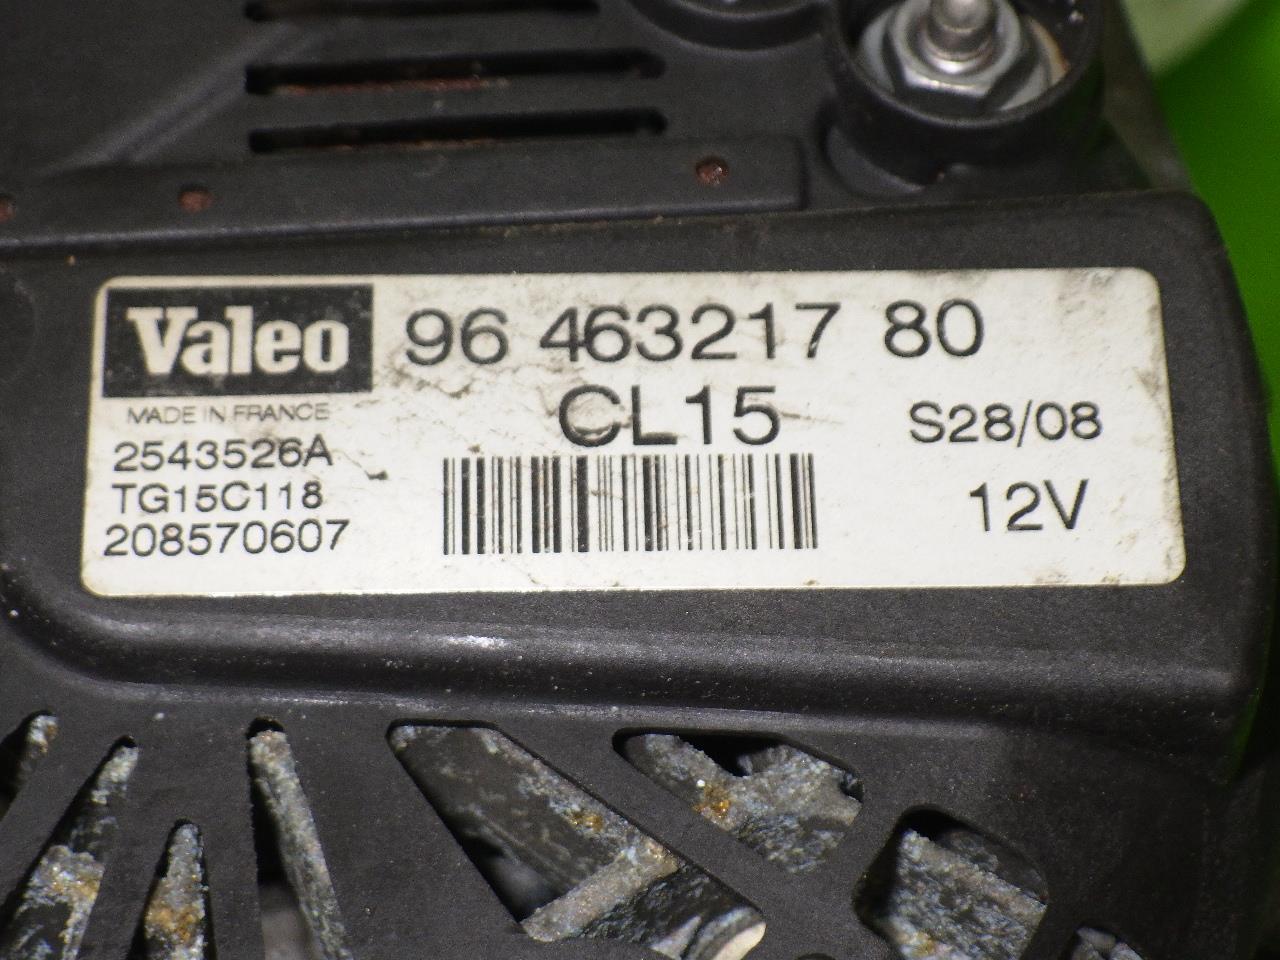 Valeo 96 463217 80
MADE IN FRANCE CL15 S28/08
2543526A
TG15C118 12V
208570607